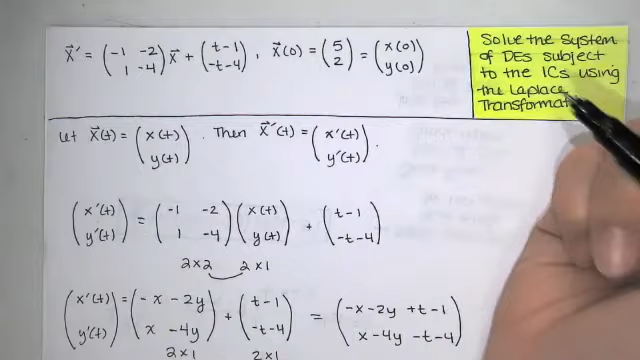 X⃗′ = (-1 -2; 1 -4) X⃗ + (t-1; -t-4), X⃗(0) = (5; 2) = (x(0); y(0))
Solve the System
of DEs subject
to the ICs using
the Laplace
Let X⃗(t) = (x(t); y(t)). Then X⃗′(t) = (x′(t); y′(t)).
(x′(t); y′(t)) = (-1 -2; 1 -4)(x(t); y(t)) + (t-1; -t-4)
2×2 2×1
(x′(t); y′(t)) = (-x - 2y; x - 4y) + (t-1; -t-4) = (-x-2y+t-1; x-4y-t-4)
2×1 2×1